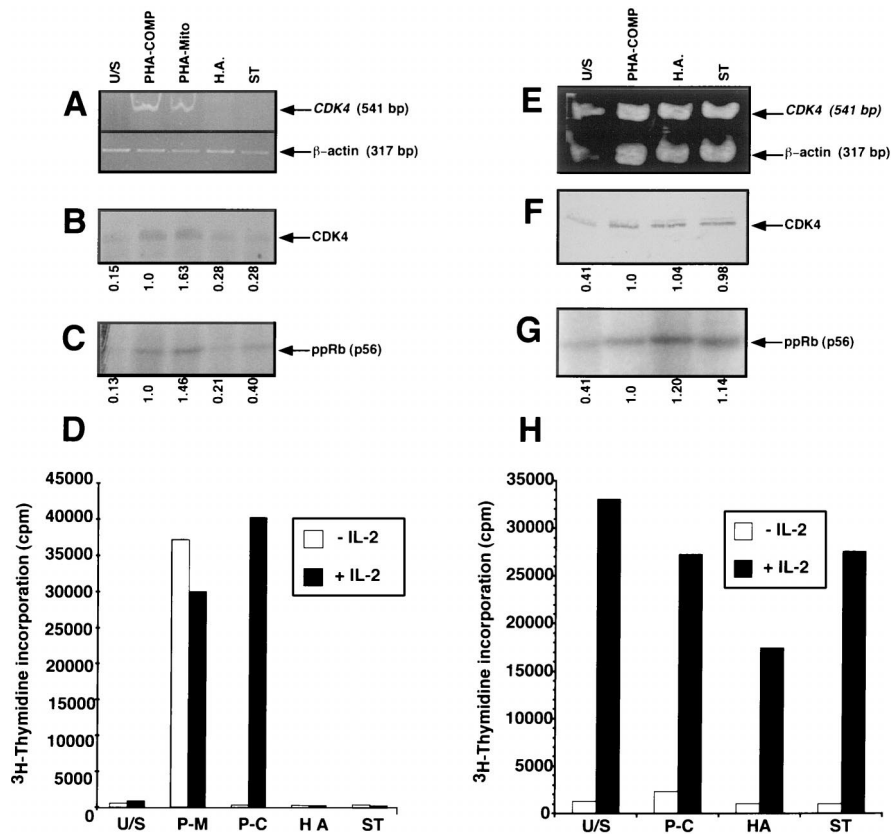 U/S
PHA-COMP
PHA-Mito
H.A.
ST
A
CDK4 (541 bp)
β-actin (317 bp)
B
CDK4
0.15
1.0
1.63
0.28
0.28
C
ppRb (p56)
0.13
1.0
1.46
0.21
0.40
D
45000
40000
35000
30000
25000
20000
15000
10000
5000
0
³H-Thymidine incorporation (cpm)
- IL-2
+ IL-2
U/S P-M P-C H A ST
U/S
PHA-COMP
H.A.
ST
E
CDK4 (541 bp)
β-actin (317 bp)
F
CDK4
0.41
1.0
1.04
0.98
G
ppRb (p56)
0.41
1.0
1.20
1.14
H
35000
30000
25000
20000
15000
10000
5000
0
³H-Thymidine incorporation (cpm)
- IL-2
+ IL-2
U/S P-C HA ST